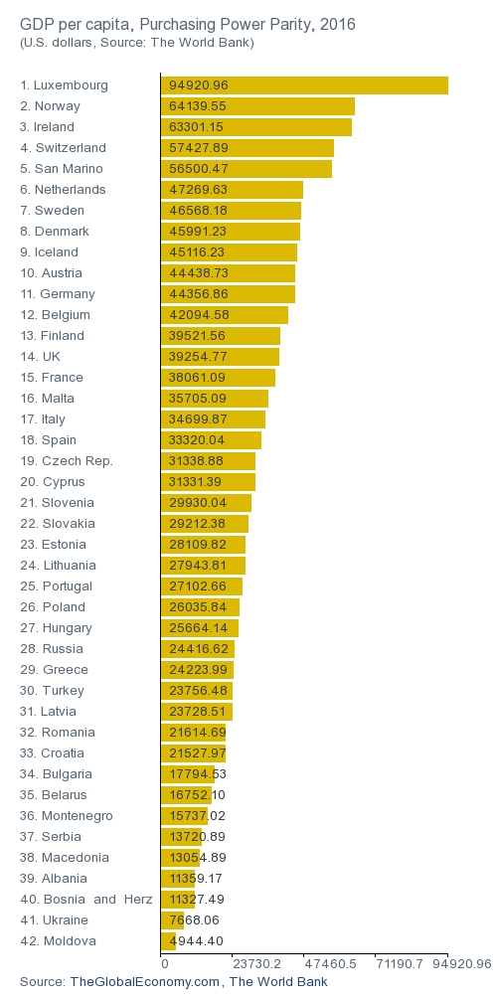 GDP per capita, Purchasing Power Parity, 2016
(U.S. dollars, Source: The World Bank)
1. Luxembourg 94920.96
2. Norway 64139.55
3. Ireland 63301.15
4. Switzerland 57427.89
5. San Marino 56500.47
6. Netherlands 47269.63
7. Sweden 46568.18
8. Denmark 45991.23
9. Iceland 45116.23
10. Austria 44438.73
11. Germany 44356.86
12. Belgium 42094.58
13. Finland 39521.56
14. UK 39254.77
15. France 38061.09
16. Malta 35705.09
17. Italy 34699.87
18. Spain 33320.04
19. Czech Rep. 31338.88
20. Cyprus 31331.39
21. Slovenia 29930.04
22. Slovakia 29212.38
23. Estonia 28109.82
24. Lithuania 27943.81
25. Portugal 27102.66
26. Poland 26035.84
27. Hungary 25664.14
28. Russia 24416.62
29. Greece 24223.99
30. Turkey 23756.48
31. Latvia 23728.51
32. Romania 21614.69
33. Croatia 21527.97
34. Bulgaria 17794.53
35. Belarus 16752.10
36. Montenegro 15737.02
37. Serbia 13720.89
38. Macedonia 13054.89
39. Albania 11359.17
40. Bosnia and Herz 11327.49
41. Ukraine 7668.06
42. Moldova 4944.40
0 23730.2 47460.5 71190.7 94920.96
Source: TheGlobalEconomy.com, The World Bank